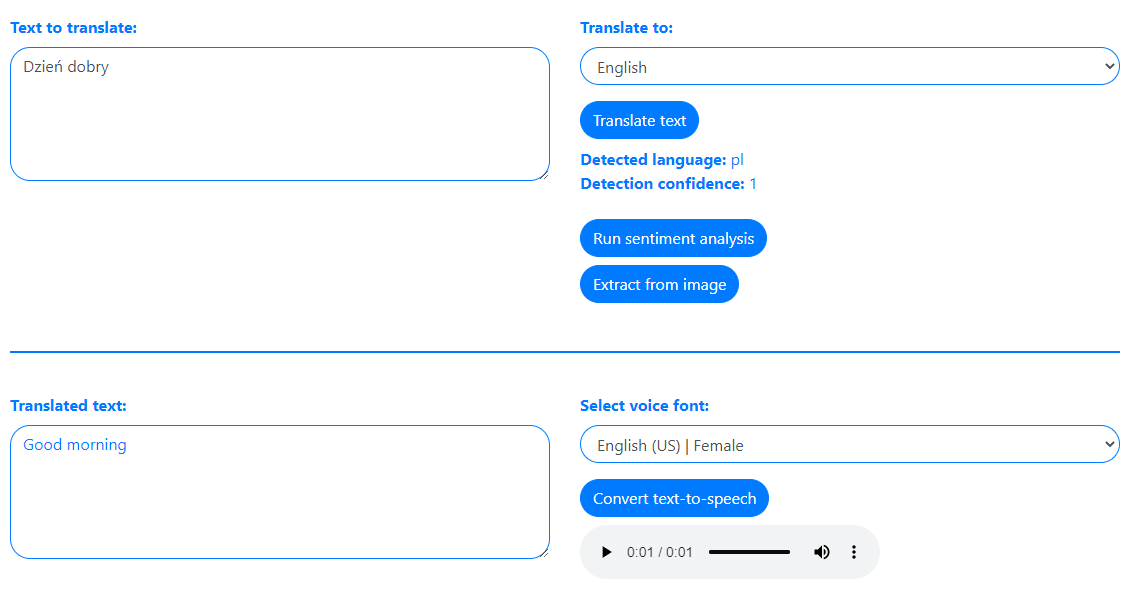 Text to translate:
Dzień dobry
Translate to:
English
Translate text
Detected language: pl
Detection confidence: 1
Run sentiment analysis
Extract from image
Translated text:
Good morning
Select voice font:
English (US) | Female
Convert text-to-speech
0:01 / 0:01